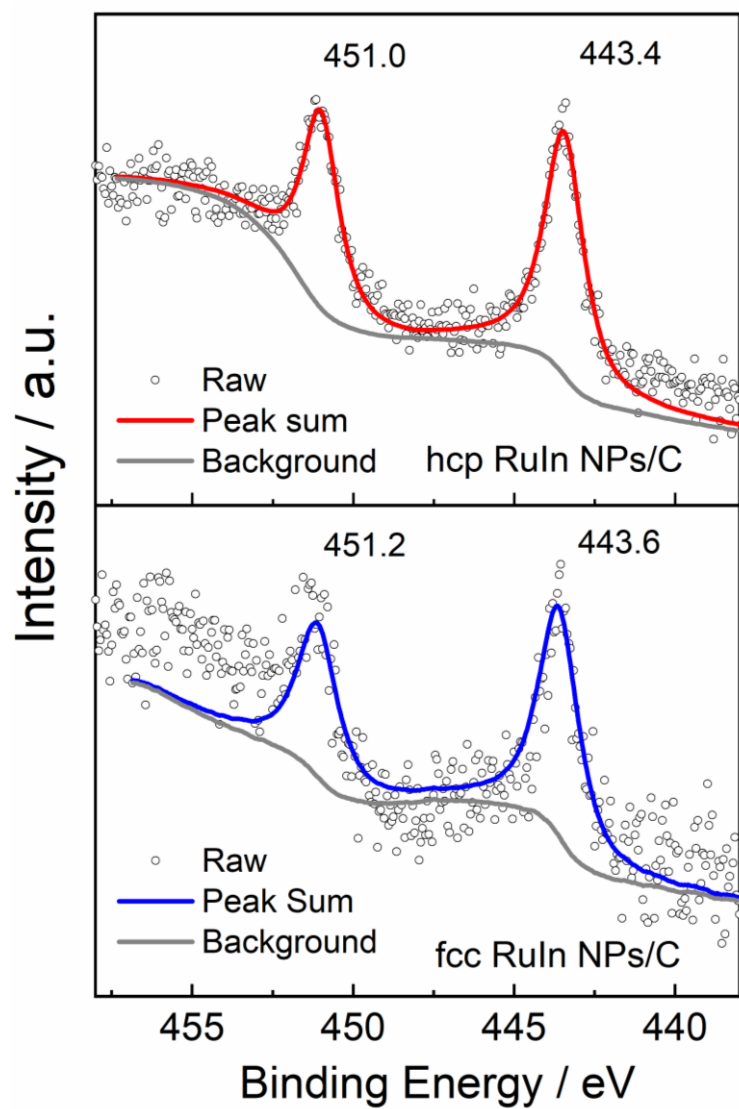 451.0 443.4
Raw
Peak sum
Background
hcp RuIn NPs/C
451.2 443.6
Raw
Peak Sum
Background
fcc RuIn NPs/C
455 450 445 440
Binding Energy / eV
Intensity / a.u.